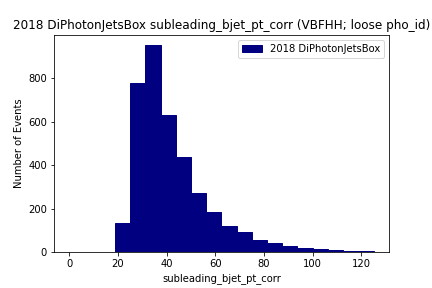 2018 DiPhotonJetsBox subleading_bjet_pt_corr (VBFHH; loose pho_id)
2018 DiPhotonJetsBox
Number of Events
800
600
400
200
0
0 20 40 60 80 100 120
subleading_bjet_pt_corr